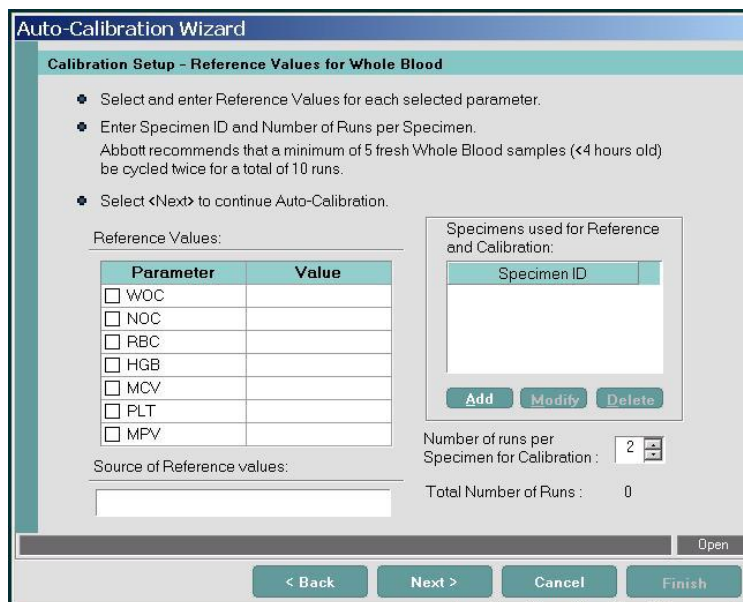 Auto-Calibration Wizard
Calibration Setup - Reference Values for Whole Blood
Select and enter Reference Values for each selected parameter.
Enter Specimen ID and Number of Runs per Specimen.
Abbott recommends that a minimum of 5 fresh Whole Blood samples (<4 hours old)
be cycled twice for a total of 10 runs.
Select <Next> to continue Auto-Calibration.
Reference Values:
Parameter Value
WOC
NOC
RBC
HGB
MCV
PLT
MPV
Source of Reference values:
Specimens used for Reference
and Calibration:
Specimen ID
Add Modify Delete
Number of runs per
Specimen for Calibration : 2
Total Number of Runs : 0
Open
< Back Next > Cancel Finish